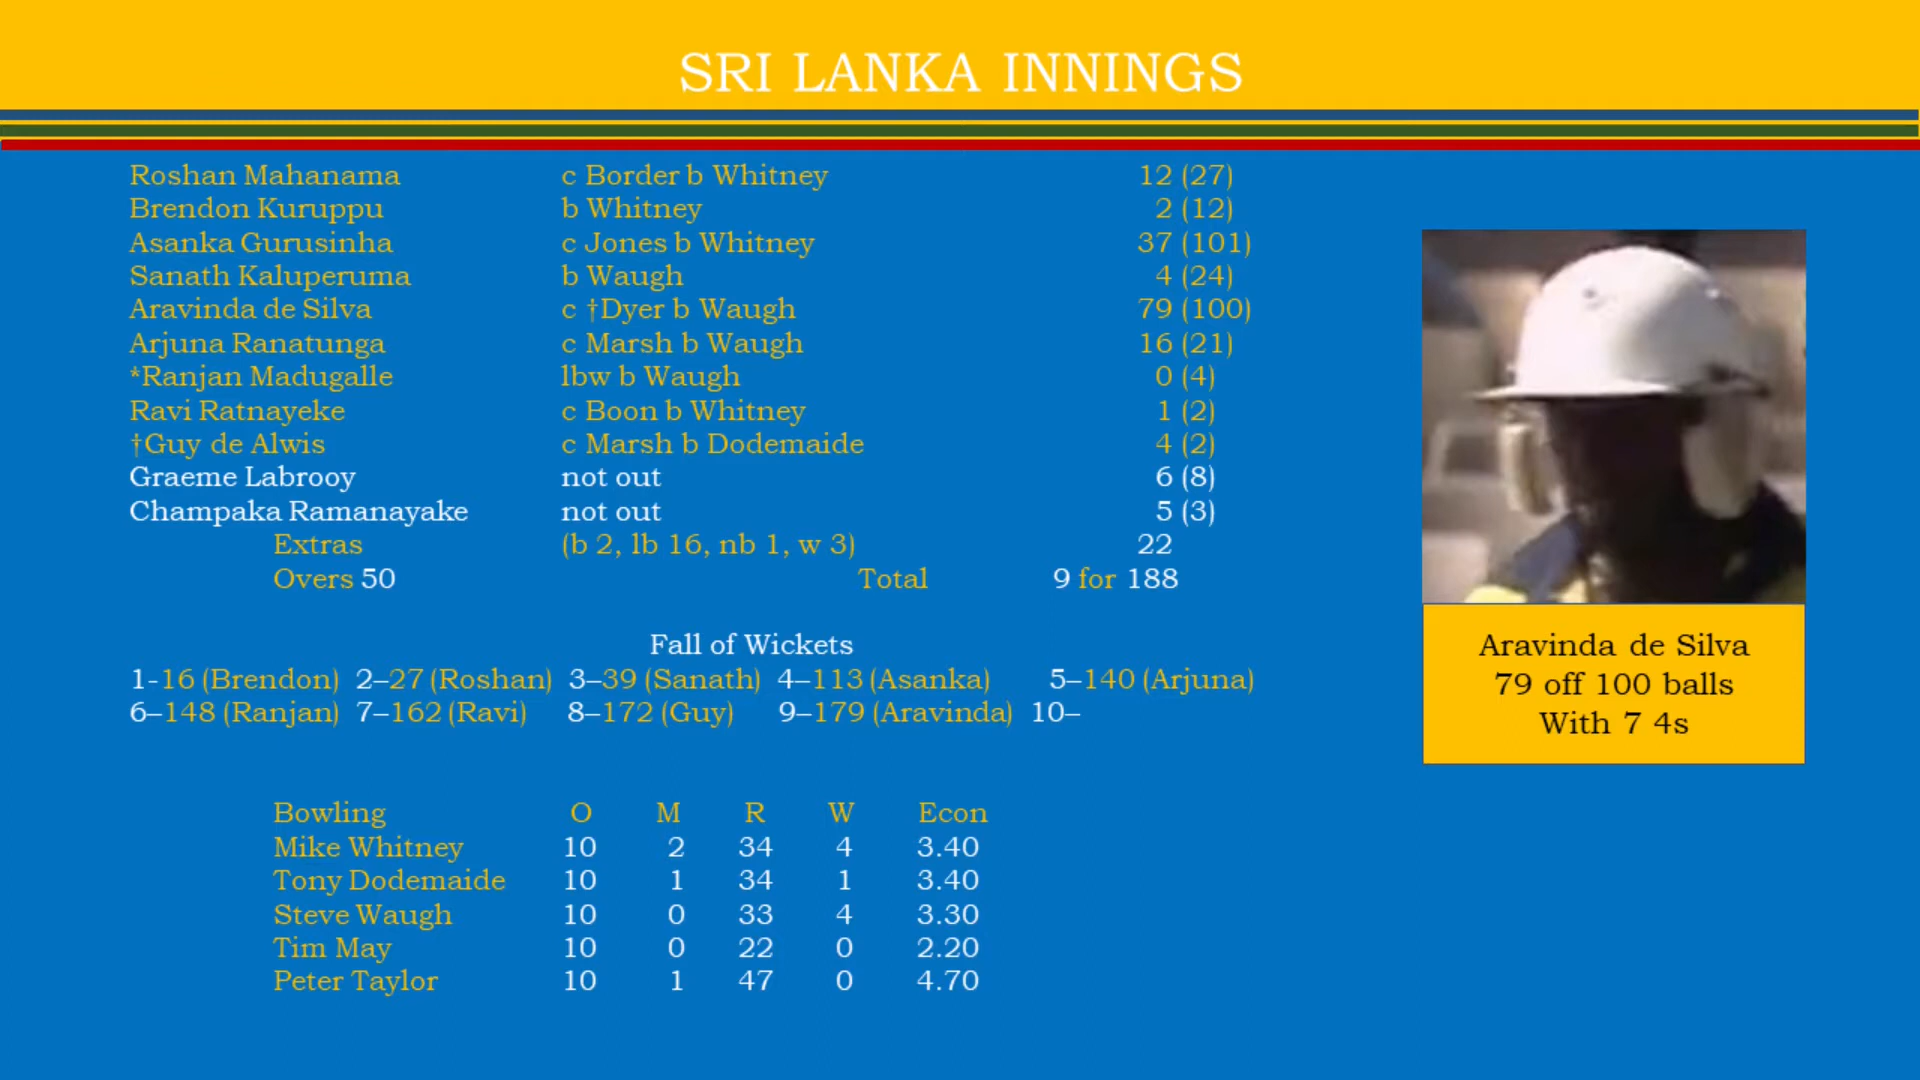 SRI LANKA INNINGS
Roshan Mahanama c Border b Whitney 12 (27)
Brendon Kuruppu b Whitney 2 (12)
Asanka Gurusinha c Jones b Whitney 37 (101)
Sanath Kaluperuma b Waugh 4 (24)
Aravinda de Silva c †Dyer b Waugh 79 (100)
Arjuna Ranatunga c Marsh b Waugh 16 (21)
*Ranjan Madugalle lbw b Waugh 0 (4)
Ravi Ratnayeke c Boon b Whitney 1 (2)
†Guy de Alwis c Marsh b Dodemaide 4 (2)
Graeme Labrooy not out 6 (8)
Champaka Ramanayake not out 5 (3)
Extras (b 2, lb 16, nb 1, w 3) 22
Overs 50 Total 9 for 188
Fall of Wickets
1-16 (Brendon) 2–27 (Roshan) 3–39 (Sanath) 4–113 (Asanka) 5–140 (Arjuna)
6–148 (Ranjan) 7–162 (Ravi) 8–172 (Guy) 9–179 (Aravinda) 10–
Bowling O M R W Econ
Mike Whitney 10 2 34 4 3.40
Tony Dodemaide 10 1 34 1 3.40
Steve Waugh 10 0 33 4 3.30
Tim May 10 0 22 0 2.20
Peter Taylor 10 1 47 0 4.70
Aravinda de Silva
79 off 100 balls
With 7 4s